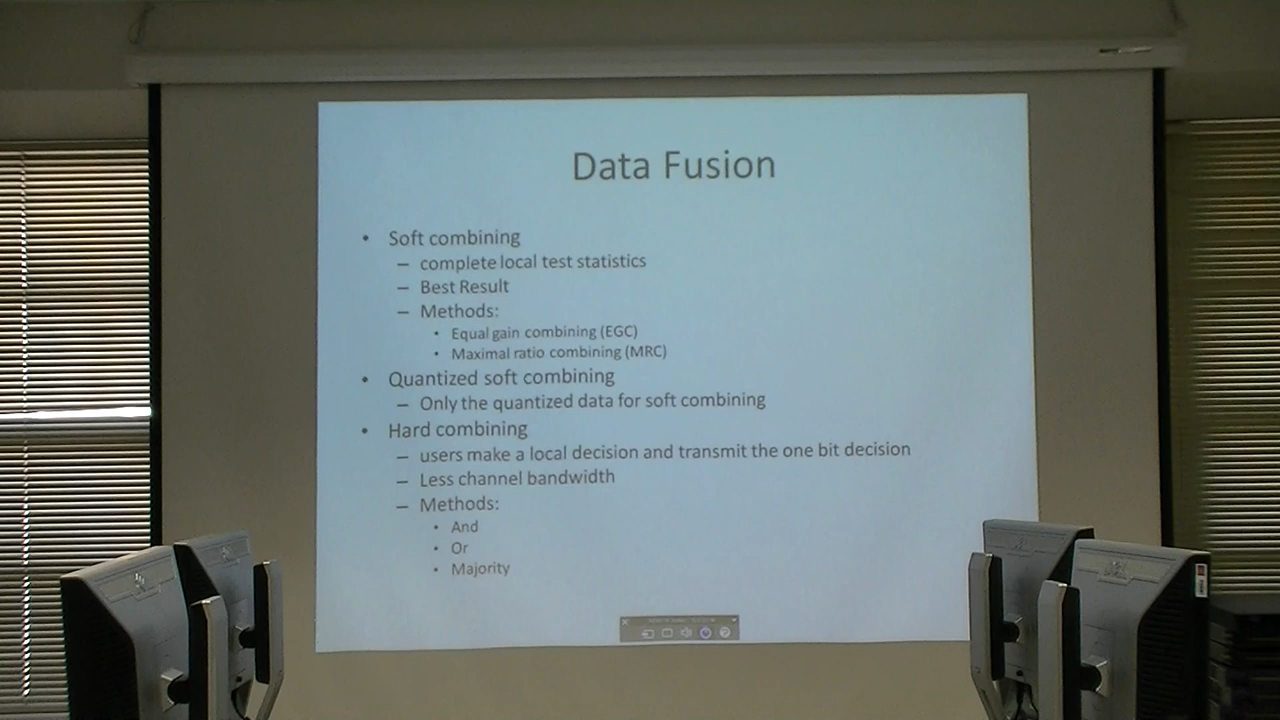 Data Fusion
• Soft combining
– complete local test statistics
– Best Result
– Methods:
• Equal gain combining (EGC)
• Maximal ratio combining (MRC)
• Quantized soft combining
– Only the quantized data for soft combining
• Hard combining
– users make a local decision and transmit the one bit decision
– Less channel bandwidth
– Methods:
• And
• Or
• Majority